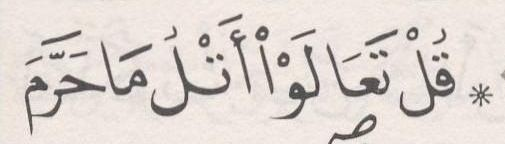 * قُلْ تَعَالَوْا۟ أَتْلُ مَا حَرَّمَ